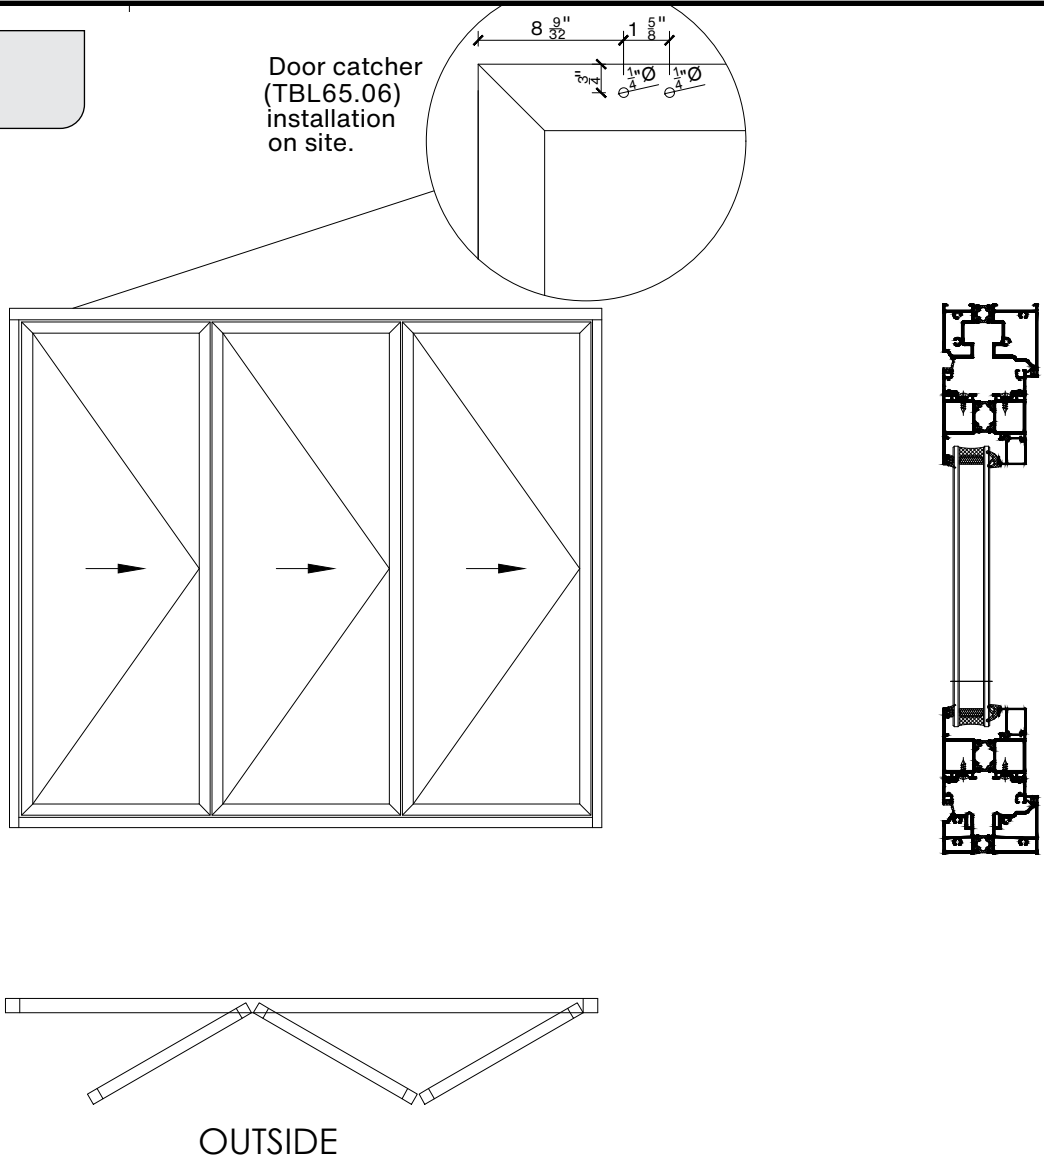 8 9/32" 1 5/8"
Door catcher
(TBL65.06)
installation
on site.
3/4"
1/4"Ø 1/4"Ø
OUTSIDE